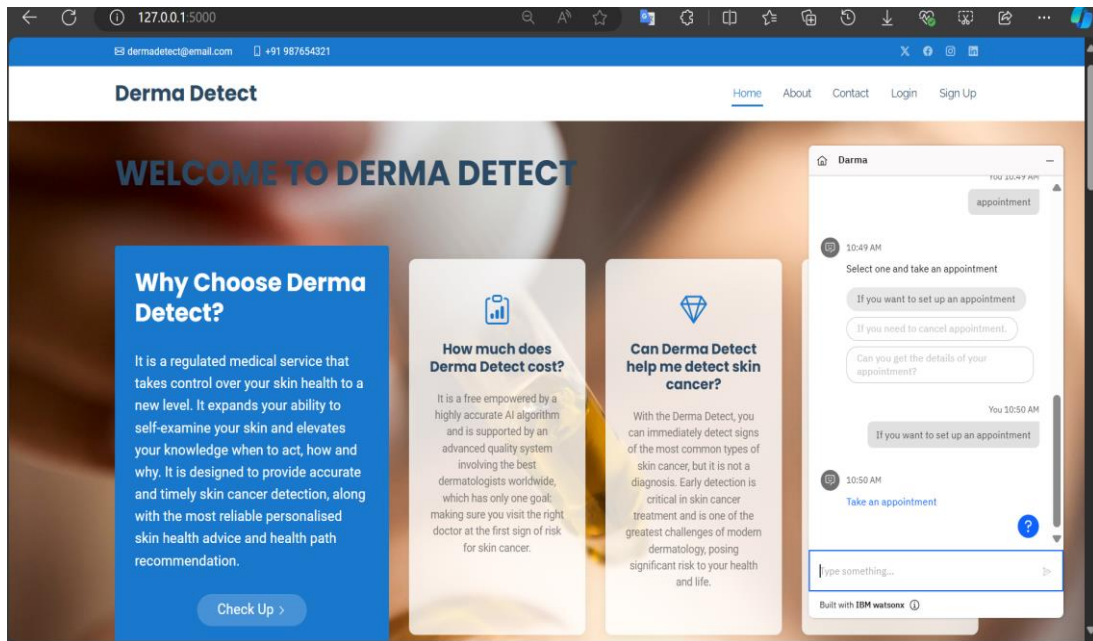 127.0.0.1:5000
dermadetect@email.com +91 987654321
Derma Detect
Home About Contact Login Sign Up
WELCOME TO DERMA DETECT
Why Choose Derma
Detect?
It is a regulated medical service that
takes control over your skin health to a
new level. It expands your ability to
self-examine your skin and elevates
your knowledge when to act, how and
why. It is designed to provide accurate
and timely skin cancer detection, along
with the most reliable personalised
skin health advice and health path
recommendation.
Check Up >
How much does
Derma Detect cost?
It is a free empowered by a
highly accurate AI algorithm
and is supported by an
advanced quality system
involving the best
dermatologists worldwide,
which has only one goal:
making sure you visit the right
doctor at the first sign of risk
for skin cancer.
Can Derma Detect
help me detect skin
cancer?
With the Derma Detect, you
can immediately detect signs
of the most common types of
skin cancer, but it is not a
diagnosis. Early detection is
critical in skin cancer
treatment and is one of the
greatest challenges of modern
dermatology, posing
significant risk to your health
and life.
Darma
You 10:49 AM
appointment
10:49 AM
Select one and take an appointment
If you want to set up an appointment
If you need to cancel appointment.
Can you get the details of your
appointment?
You 10:50 AM
If you want to set up an appointment
10:50 AM
Take an appointment
?
Type something...
Built with IBM watsonx